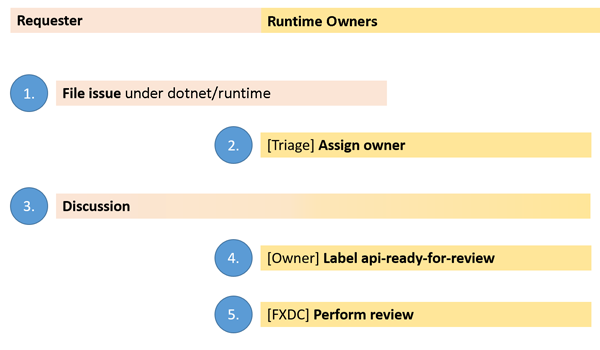 Requester
Runtime Owners
1.
File issue under dotnet/runtime
2.
[Triage] Assign owner
3.
Discussion
4.
[Owner] Label api-ready-for-review
5.
[FXDC] Perform review